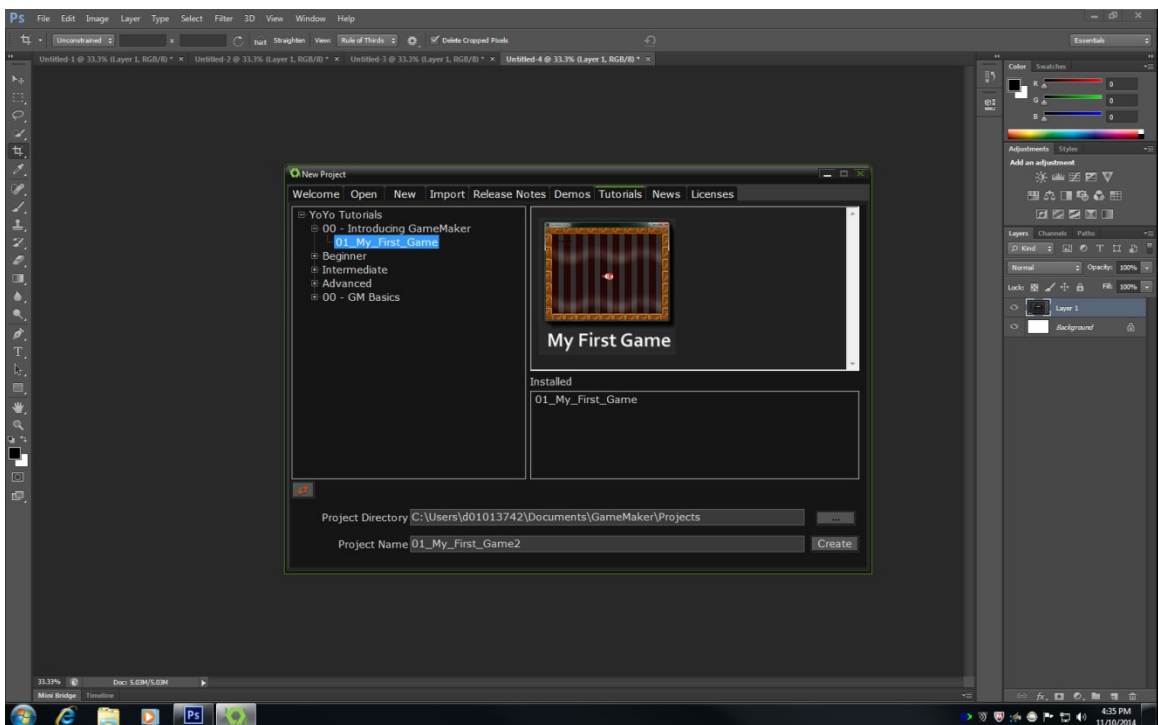 Ps File Edit Image Layer Type Select Filter 3D View Window Help
Unconstrained x Straighten View: Rule of Thirds Delete Cropped Pixels Essentials
Untitled-1 @ 33.3% (Layer 1, RGB/8) * × Untitled-2 @ 33.3% (Layer 1, RGB/8) * × Untitled-3 @ 33.3% (Layer 1, RGB/8) * × Untitled-4 @ 33.3% (Layer 1, RGB/8) * ×
Color Swatches
R 0
G 0
B 0
Adjustments Styles
Add an adjustment
Layers Channels Paths
Kind
Normal Opacity: 100%
Lock: Fill: 100%
Layer 1
Background
New Project
Welcome Open New Import Release Notes Demos Tutorials News Licenses
YoYo Tutorials
00 - Introducing GameMaker
01_My_First_Game
Beginner
Intermediate
Advanced
00 - GM Basics
My First Game
Installed
01_My_First_Game
Project Directory C:\Users\d01013742\Documents\GameMaker\Projects ...
Project Name 01_My_First_Game2 Create
33.33% Doc: 5.03M/5.03M
Mini Bridge Timeline
Ps
4:35 PM
11/10/2014